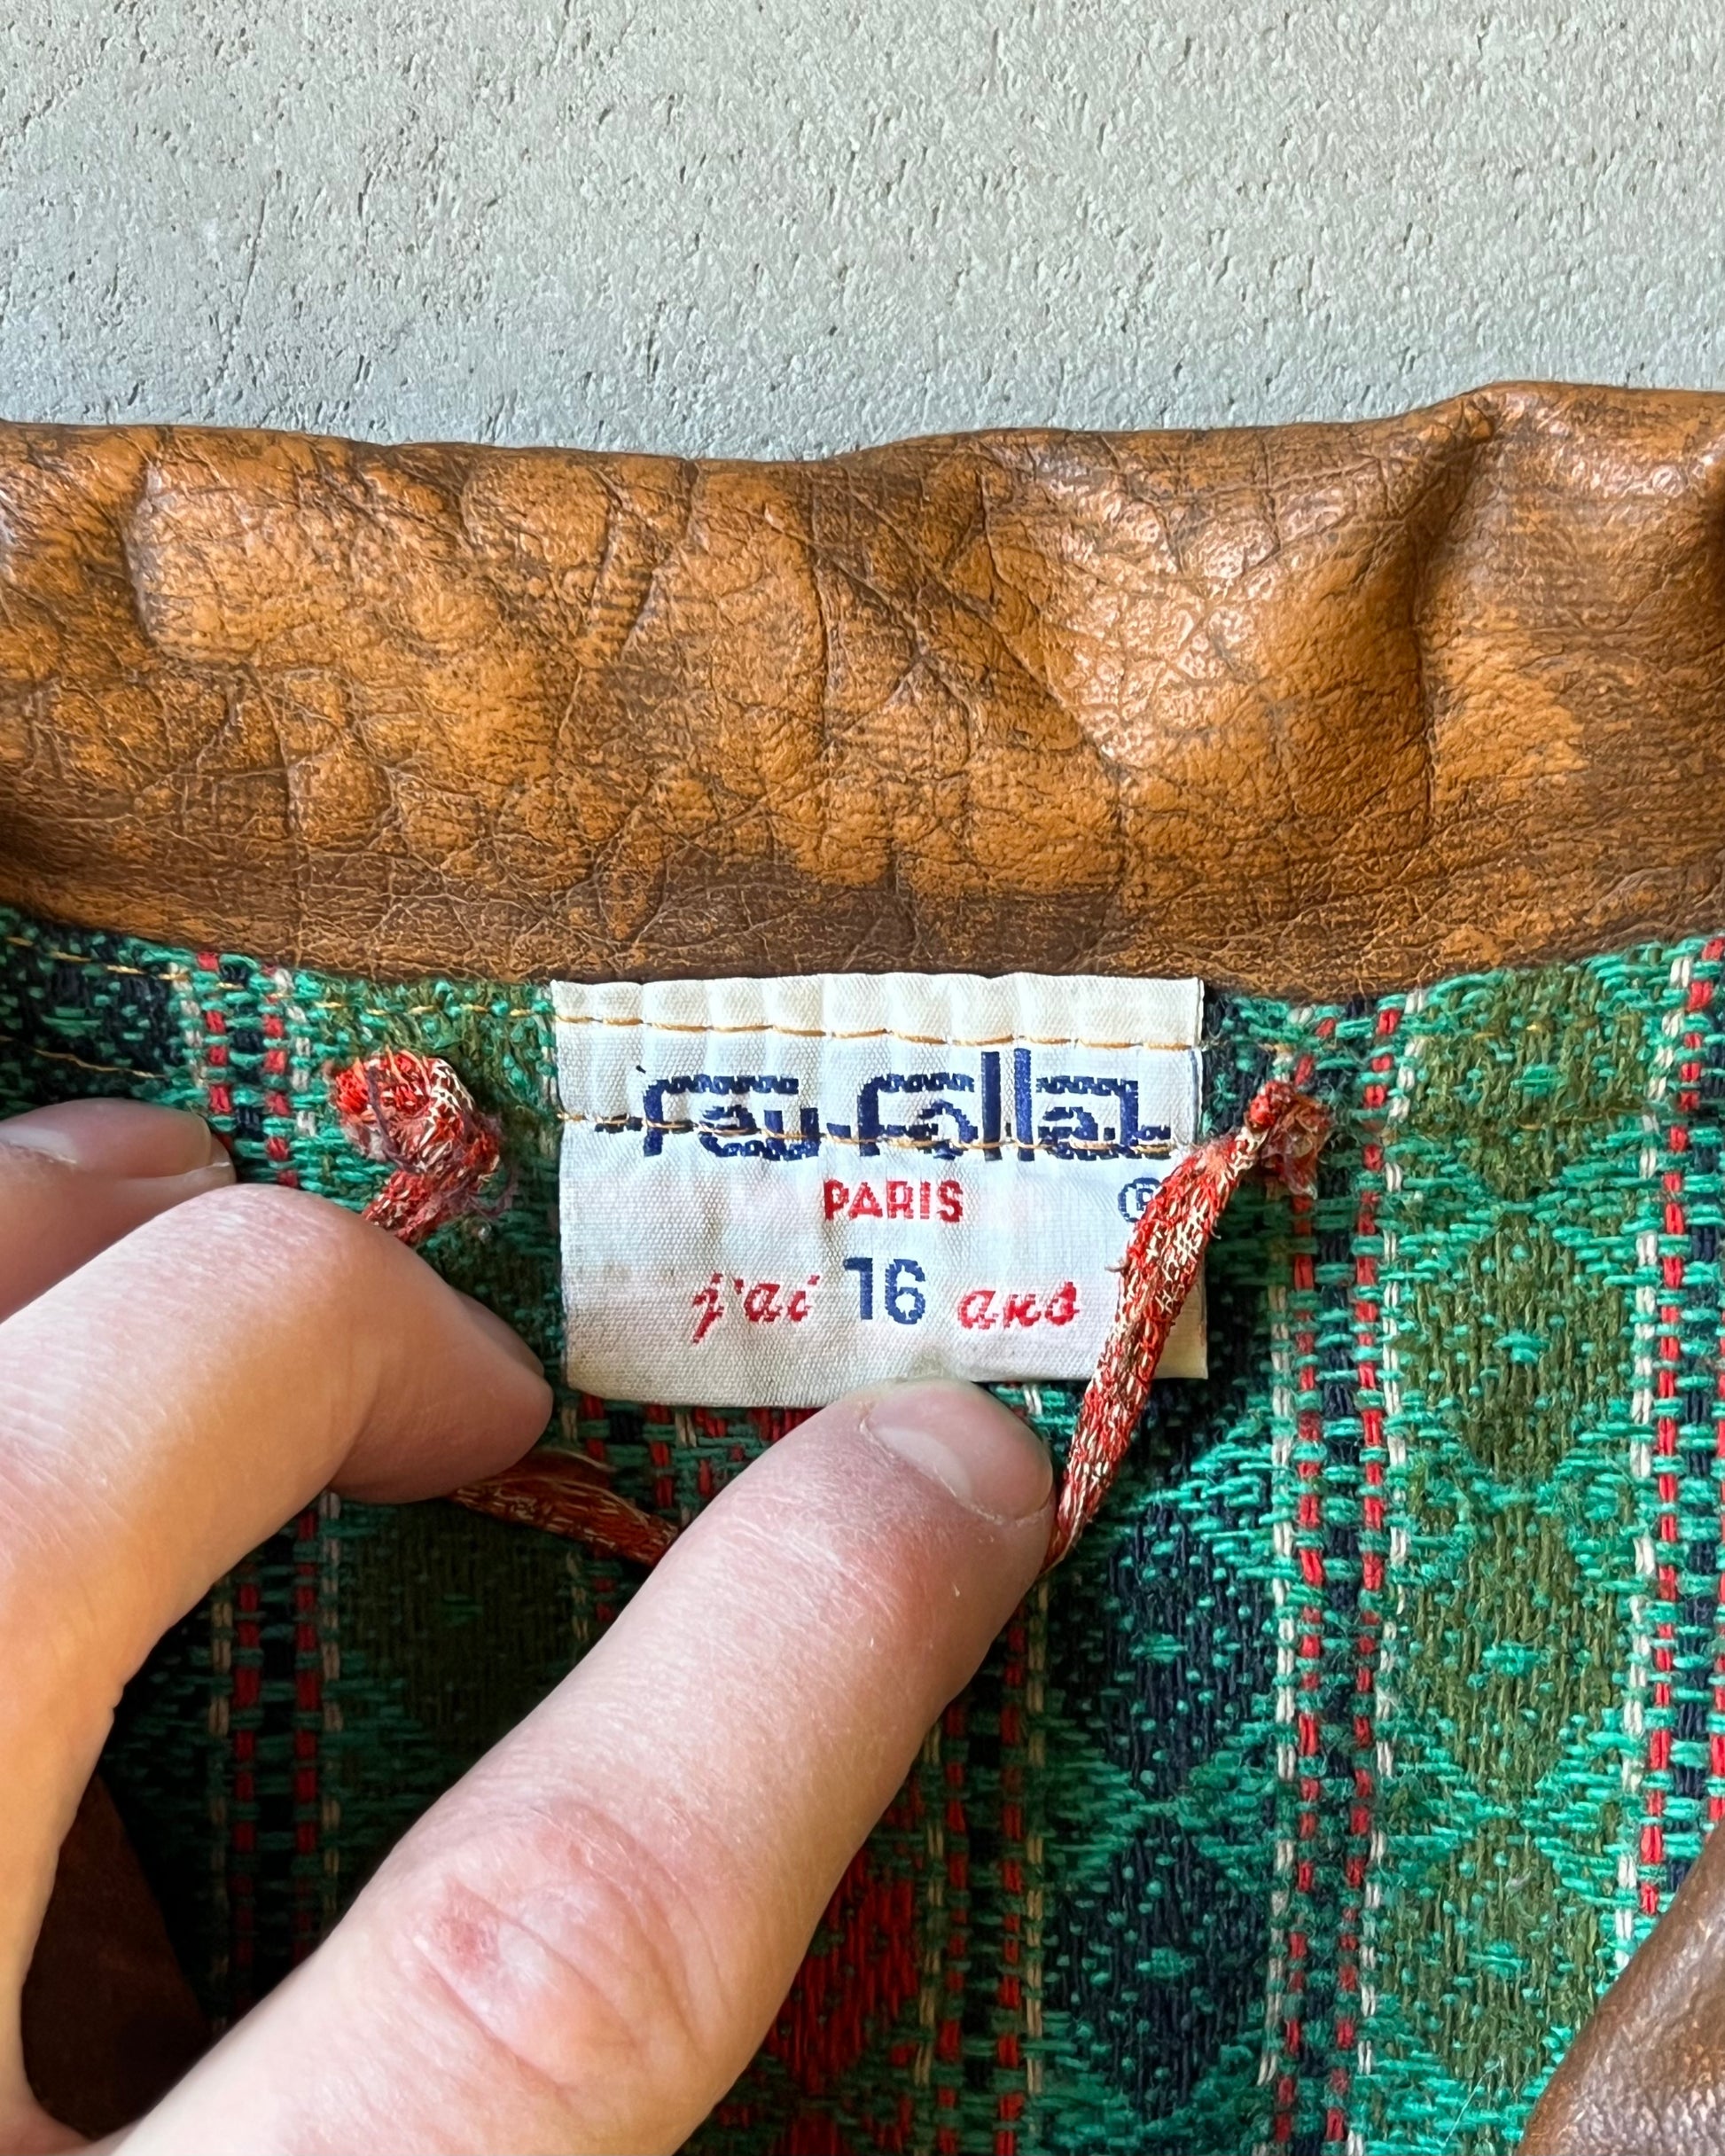 feu-follet
PARIS ®
j'ai 16 ans